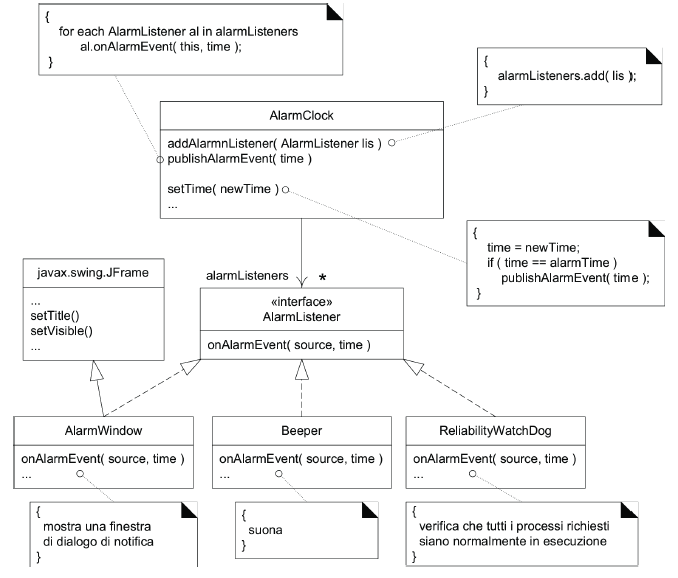 {
for each AlarmListener al in alarmListeners
al.onAlarmEvent( this, time );
}
{
alarmListeners.add( lis );
}
AlarmClock
addAlarmnListener( AlarmListener lis )
publishAlarmEvent( time )
setTime( newTime )
...
{
time = newTime;
if ( time == alarmTime )
publishAlarmEvent( time );
}
javax.swing.JFrame
...
setTitle()
setVisible()
...
alarmListeners *
«interface»
AlarmListener
onAlarmEvent( source, time )
AlarmWindow
onAlarmEvent( source, time )
...
Beeper
onAlarmEvent( source, time )
...
ReliabilityWatchDog
onAlarmEvent( source, time )
...
{
mostra una finestra
di dialogo di notifica
}
{
suona
}
{
verifica che tutti i processi richiesti
siano normalmente in esecuzione
}